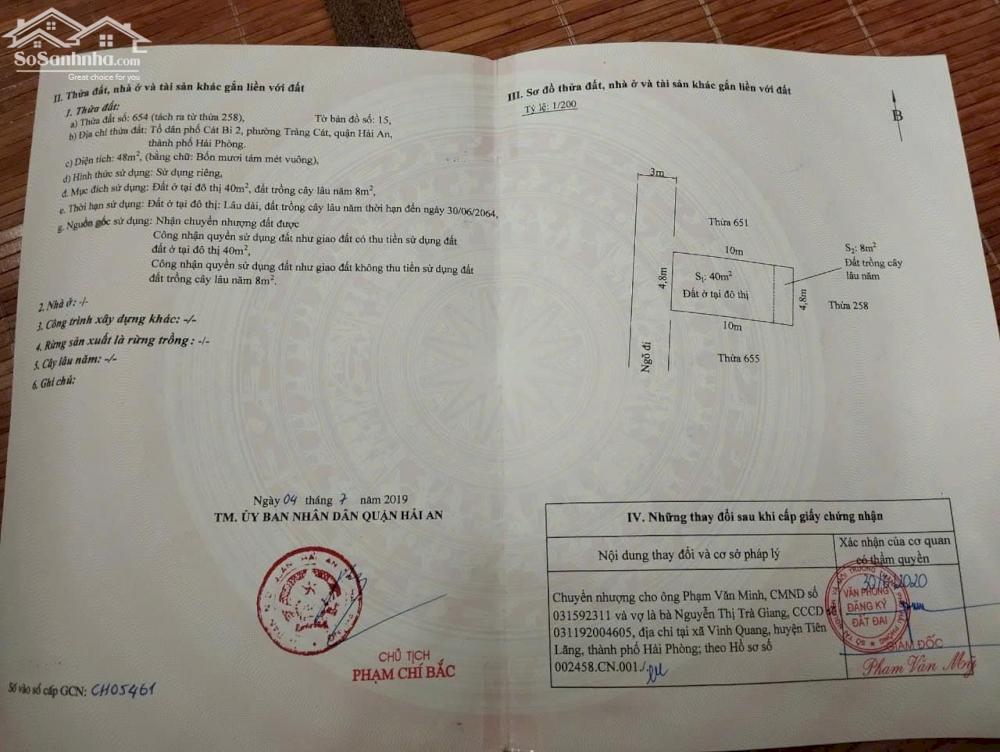 SoSanhnha.com
Great choice for you
II. Thửa đất, nhà ở và tài sản khác gắn liền với đất
1. Thửa đất:
a) Thửa đất số: 654 (tách ra từ thửa 258), Tờ bản đồ số: 15,
b) Địa chỉ thửa đất: Tổ dân phố Cát Bi 2, phường Tràng Cát, quận Hải An,
thành phố Hải Phòng.
c) Diện tích: 48m², (bằng chữ: Bốn mươi tám mét vuông),
d) Hình thức sử dụng: Sử dụng riêng,
đ. Mục đích sử dụng: Đất ở tại đô thị 40m², đất trồng cây lâu năm 8m²,
e. Thời hạn sử dụng: Đất ở tại đô thị: Lâu dài, đất trồng cây lâu năm thời hạn đến ngày 30/06/2064,
g. Nguồn gốc sử dụng: Nhận chuyển nhượng đất được
Công nhận quyền sử dụng đất như giao đất có thu tiền sử dụng đất
đất ở tại đô thị 40m²,
Công nhận quyền sử dụng đất như giao đất không thu tiền sử dụng đất
đất trồng cây lâu năm 8m².
2. Nhà ở: -/-
3. Công trình xây dựng khác: -/-
4. Rừng sản xuất là rừng trồng: -/-
5. Cây lâu năm: -/-
6. Ghi chú:
Ngày 04 tháng 7 năm 2019
TM. ỦY BAN NHÂN DÂN QUẬN HẢI AN
CHỦ TỊCH
PHẠM CHÍ BẮC
Số vào sổ cấp GCN: CH05461
III. Sơ đồ thửa đất, nhà ở và tài sản khác gắn liền với đất
Tỷ lệ: 1/200
B
3m
Thửa 651
10m
S₂: 8m²
Đất trồng cây
lâu năm
4,8m
S₁: 40m²
Đất ở tại đô thị
4,8m
Thửa 258
10m
Ngõ đi
Thửa 655
IV. Những thay đổi sau khi cấp giấy chứng nhận
Nội dung thay đổi và cơ sở pháp lý
Xác nhận của cơ quan
có thẩm quyền
Chuyển nhượng cho ông Phạm Văn Minh, CMND số
031592311 và vợ là bà Nguyễn Thị Trà Giang, CCCD số
031192004605, địa chỉ tại xã Vinh Quang, huyện Tiên
Lãng, thành phố Hải Phòng; theo Hồ sơ số
002458.CN.001./.
VĂN PHÒNG
ĐĂNG KÝ
ĐẤT ĐAI
GIÁM ĐỐC
Phạm Văn Mỹ